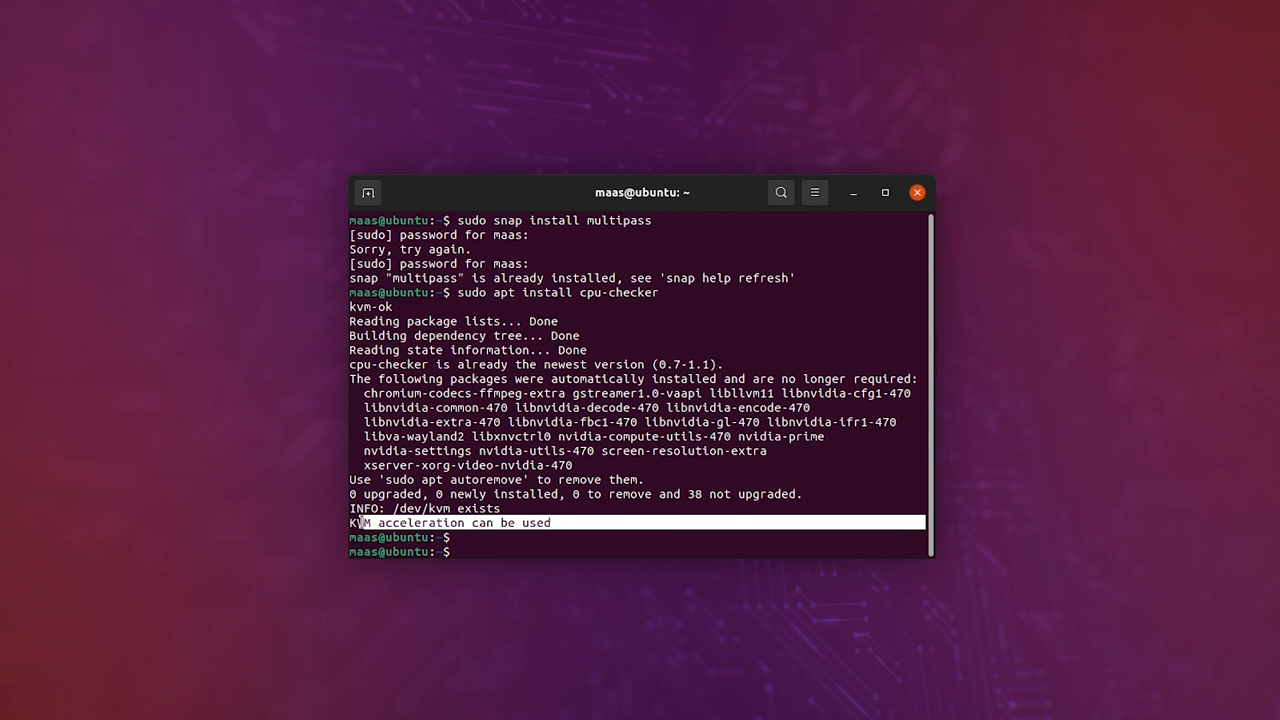 maas@ubuntu: ~
maas@ubuntu:~$ sudo snap install multipass
[sudo] password for maas:
Sorry, try again.
[sudo] password for maas:
snap "multipass" is already installed, see 'snap help refresh'
maas@ubuntu:~$ sudo apt install cpu-checker
kvm-ok
Reading package lists... Done
Building dependency tree... Done
Reading state information... Done
cpu-checker is already the newest version (0.7-1.1).
The following packages were automatically installed and are no longer required:
chromium-codecs-ffmpeg-extra gstreamer1.0-vaapi libllvm11 libnvidia-cfg1-470
libnvidia-common-470 libnvidia-decode-470 libnvidia-encode-470
libnvidia-extra-470 libnvidia-fbc1-470 libnvidia-gl-470 libnvidia-ifr1-470
libva-wayland2 libxnvctrl0 nvidia-compute-utils-470 nvidia-prime
nvidia-settings nvidia-utils-470 screen-resolution-extra
xserver-xorg-video-nvidia-470
Use 'sudo apt autoremove' to remove them.
0 upgraded, 0 newly installed, 0 to remove and 38 not upgraded.
INFO: /dev/kvm exists
KVM acceleration can be used
maas@ubuntu:~$
maas@ubuntu:~$